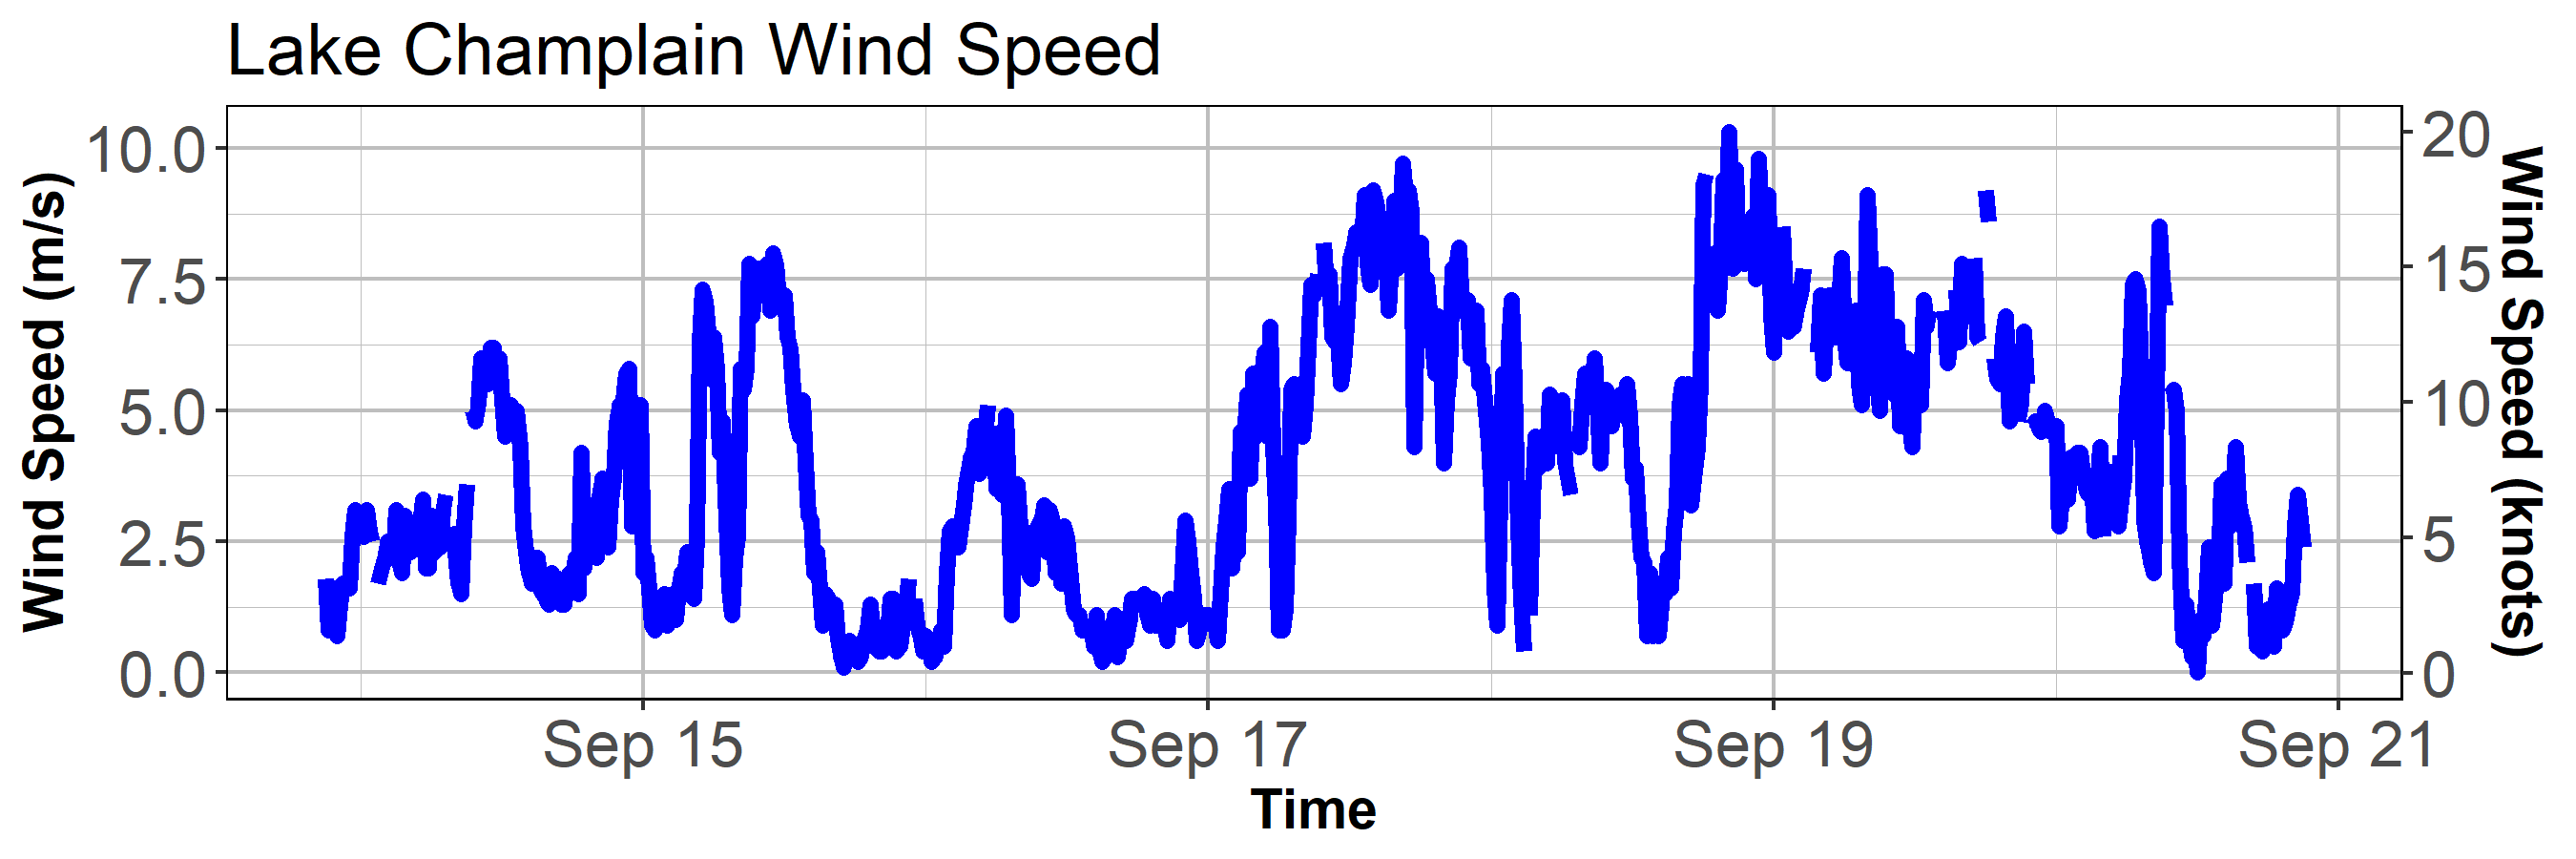 Lake Champlain Wind Speed
Wind Speed (m/s)
10.0
7.5
5.0
2.5
0.0
20
15
10
5
0
Wind Speed (knots)
Sep 15
Sep 17
Sep 19
Sep 21
Time